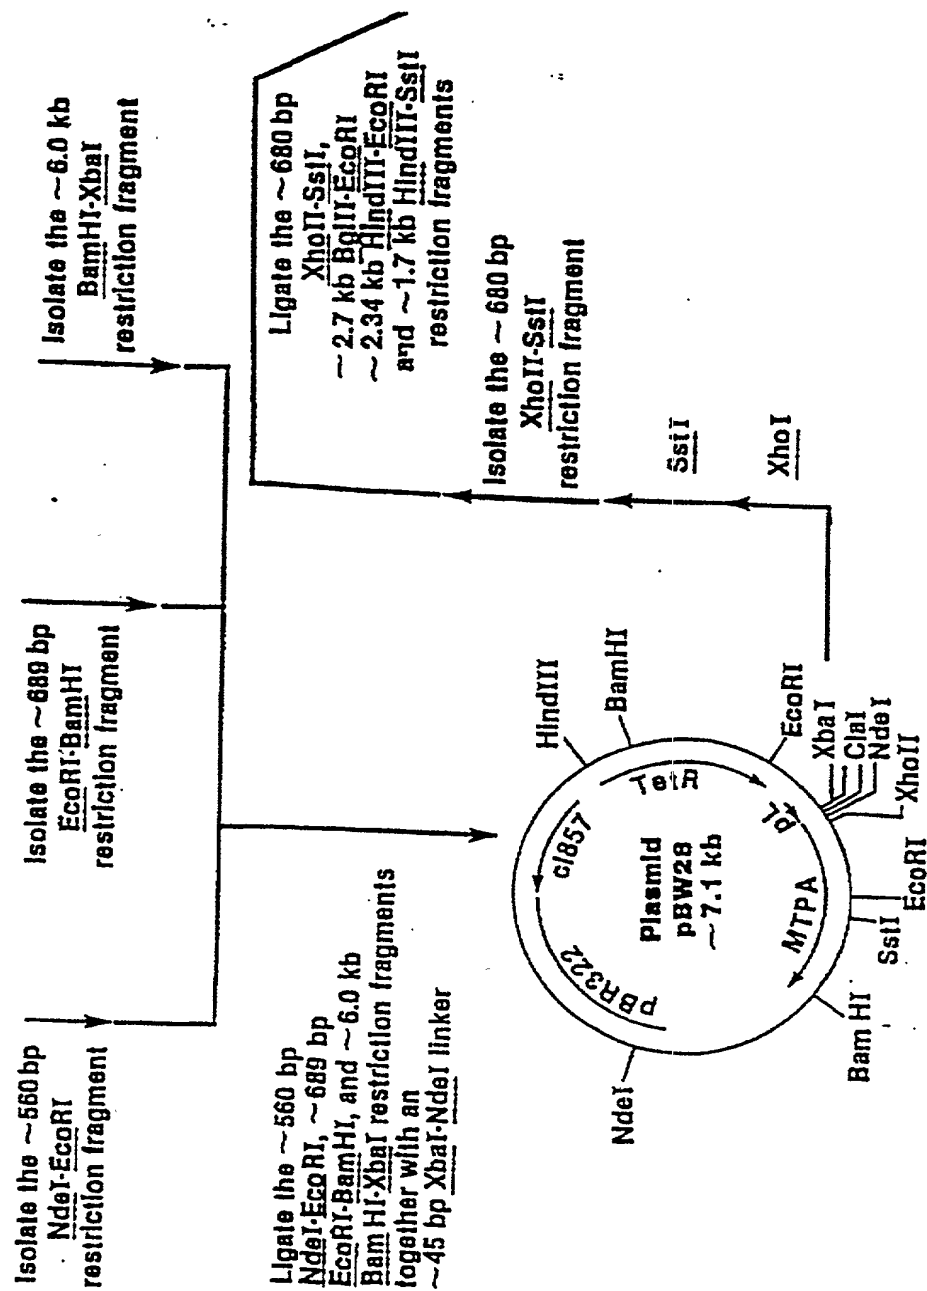 Isolate the ~560 bp
NdeI-EcoRI
restriction fragment
Isolate the ~689 bp
EcoRI-BamHI
restriction fragment
Isolate the ~6.0 kb
BamHI-XbaI
restriction fragment
Ligate the ~560 bp
NdeI-EcoRI, ~689 bp
EcoRI-BamHI, and ~6.0 kb
Bam HI-XbaI restriction fragments
together with an
~45 bp XbaI-NdeI linker
Ligate the ~680 bp
XhoII-SstI,
~2.7 kb BglII-EcoRI
~2.34 kb HindIII-EcoRI
and ~1.7 kb HindIII-SstI
restriction fragments
Isolate the ~680 bp
XhoII-SstI
restriction fragment
SstI
XhoI
HindIII
BamHI
EcoRI
XbaI
ClaI
NdeI
XhoII
EcoRI
SstI
Bam HI
NdeI
cI857
TetR
pL
MTPA
PBR322
Plasmid
pBW28
~7.1 kb